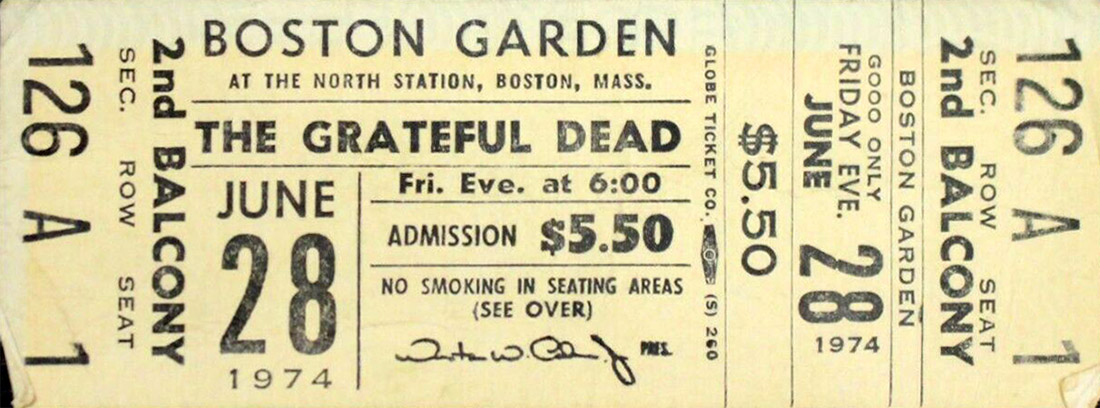 126 A 1
SEC. ROW SEAT
2nd BALCONY
BOSTON GARDEN
AT THE NORTH STATION, BOSTON, MASS.
THE GRATEFUL DEAD
JUNE
28
1974
Fri. Eve. at 6:00
ADMISSION $5.50
NO SMOKING IN SEATING AREAS
(SEE OVER)
PRES.
GLOBE TICKET CO. (S) 260
$5.50
JUNE 28 1974
FRIDAY EVE.
GOOD ONLY
BOSTON GARDEN
2nd BALCONY
SEC. ROW SEAT
126 A 1